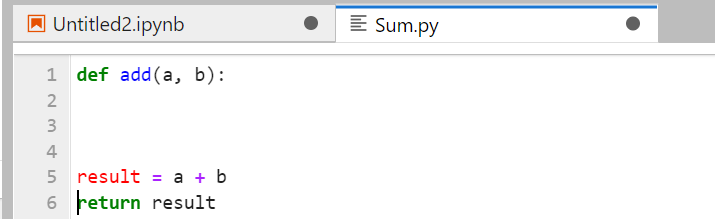 Untitled2.ipynb Sum.py
1 def add(a, b):
2
3
4
5 result = a + b
6 return result